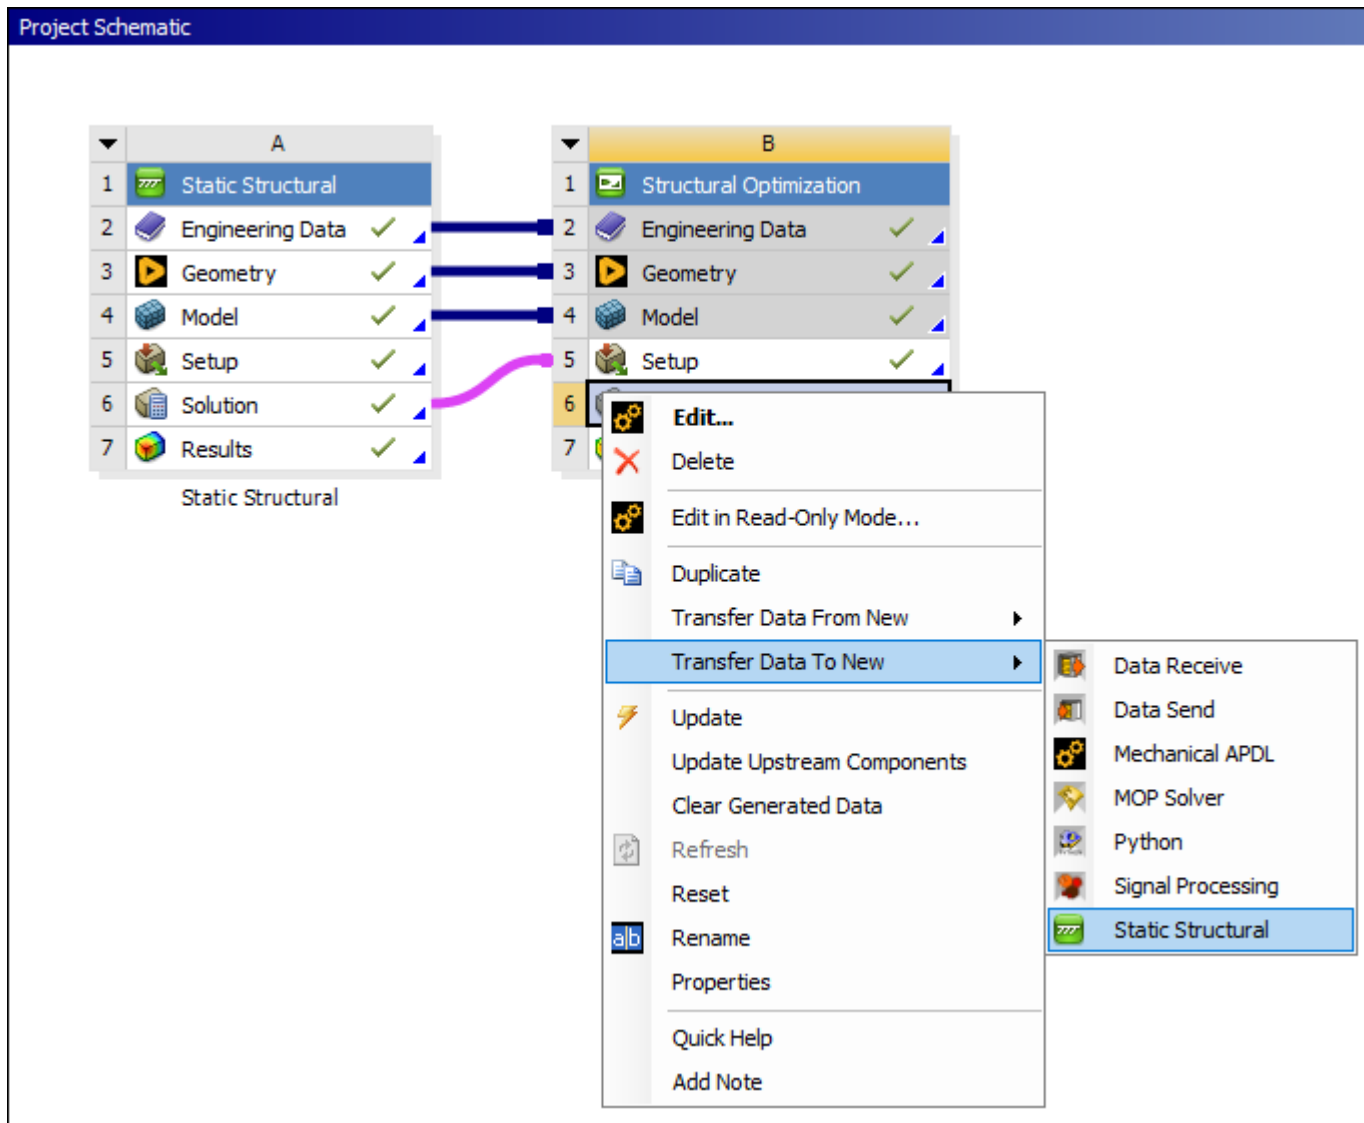 Project Schematic
A
1 Static Structural
2 Engineering Data
3 Geometry
4 Model
5 Setup
6 Solution
7 Results
Static Structural
B
1 Structural Optimization
2 Engineering Data
3 Geometry
4 Model
5 Setup
6
7
Edit...
Delete
Edit in Read-Only Mode...
Duplicate
Transfer Data From New
Transfer Data To New
Update
Update Upstream Components
Clear Generated Data
Refresh
Reset
a|b Rename
Properties
Quick Help
Add Note
Data Receive
Data Send
Mechanical APDL
MOP Solver
Python
Signal Processing
Static Structural